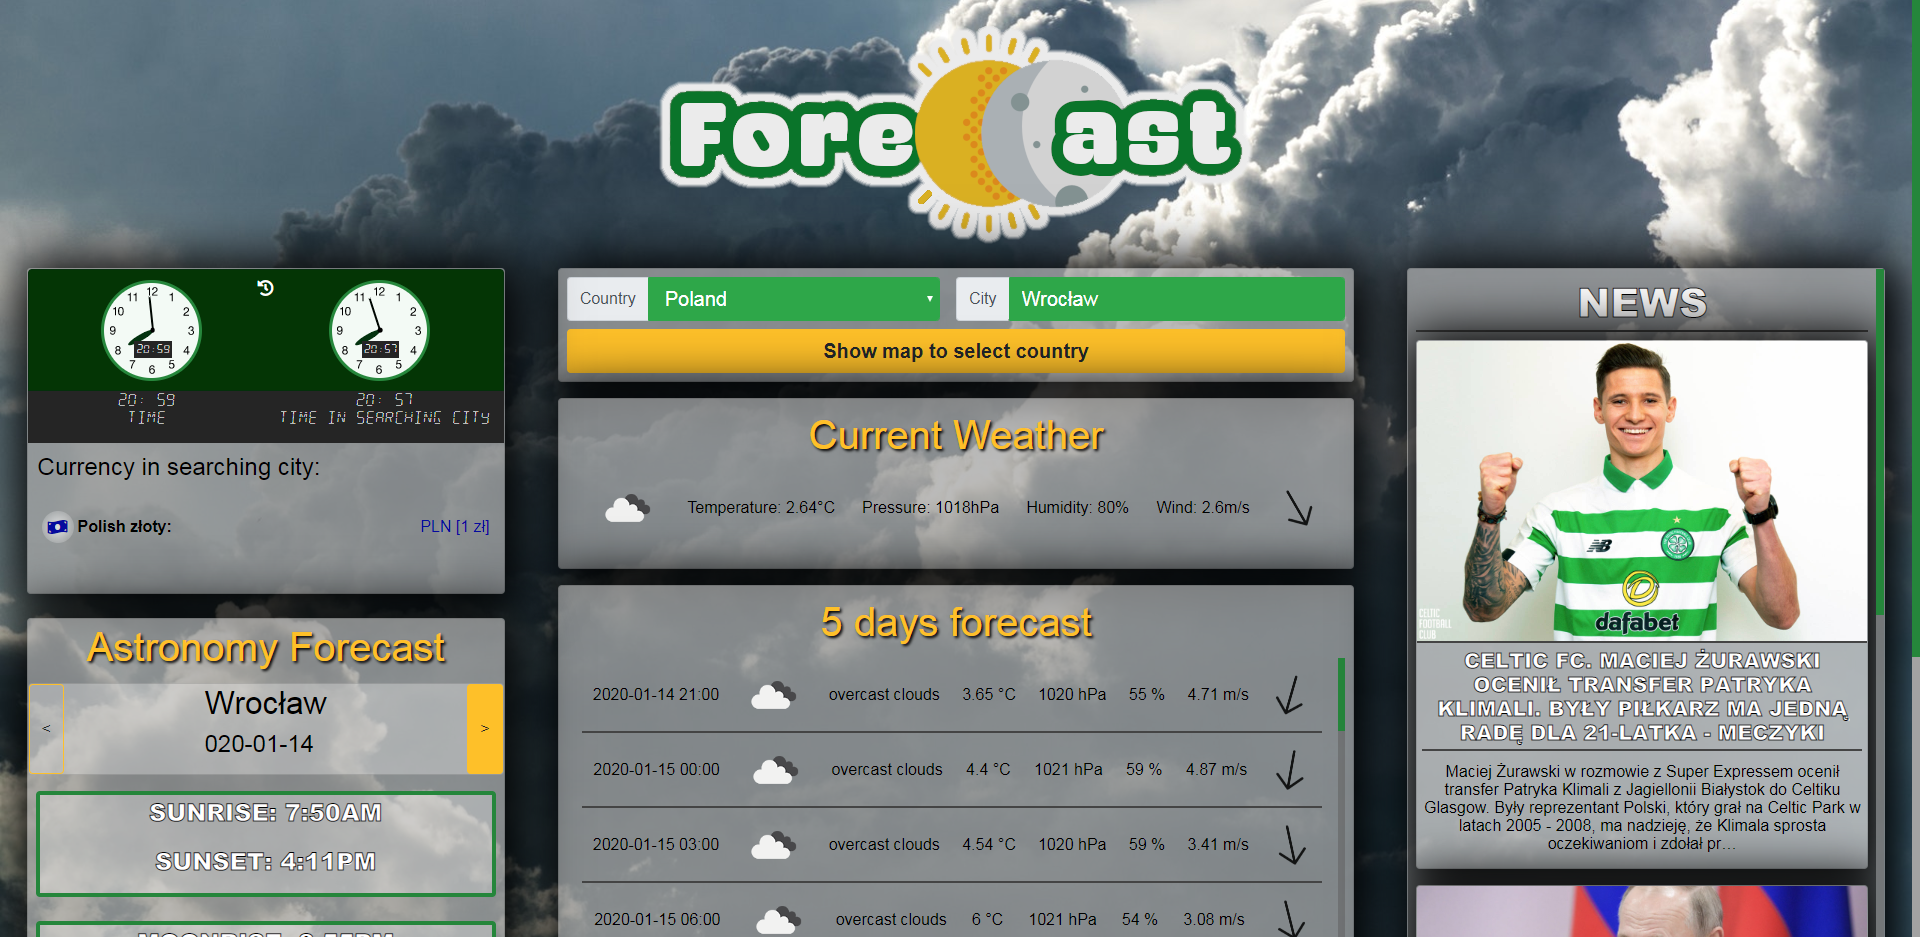 Forecast
12
11 1
10 2
9 3
20:59
8 4
7 6 5
12
11 1
10 2
9 3
20:57
8 4
7 6 5
20: 59
TIME
20: 57
TIME IN SEARCHING CITY
Currency in searching city:
Polish złoty: PLN [1 zł]
Astronomy Forecast
<
Wrocław
020-01-14
>
SUNRISE: 7:50AM
SUNSET: 4:11PM
Country Poland City Wrocław
Show map to select country
Current Weather
Temperature: 2.64°C Pressure: 1018hPa Humidity: 80% Wind: 2.6m/s
5 days forecast
2020-01-14 21:00 overcast clouds 3.65 °C 1020 hPa 55 % 4.71 m/s
2020-01-15 00:00 overcast clouds 4.4 °C 1021 hPa 59 % 4.87 m/s
2020-01-15 03:00 overcast clouds 4.54 °C 1020 hPa 59 % 3.41 m/s
2020-01-15 06:00 overcast clouds 6 °C 1021 hPa 54 % 3.08 m/s
NEWS
CELTIC
FOOTBALL
CLUB
dafabet
CELTIC FC. MACIEJ ŻURAWSKI
OCENIŁ TRANSFER PATRYKA
KLIMALI. BYŁY PIŁKARZ MA JEDNĄ
RADĘ DLA 21-LATKA - MECZYKI
Maciej Żurawski w rozmowie z Super Expressem ocenił
transfer Patryka Klimali z Jagiellonii Białystok do Celtiku
Glasgow. Były reprezentant Polski, który grał na Celtic Park w
latach 2005 - 2008, ma nadzieję, że Klimala sprosta
oczekiwaniom i zdołał pr…